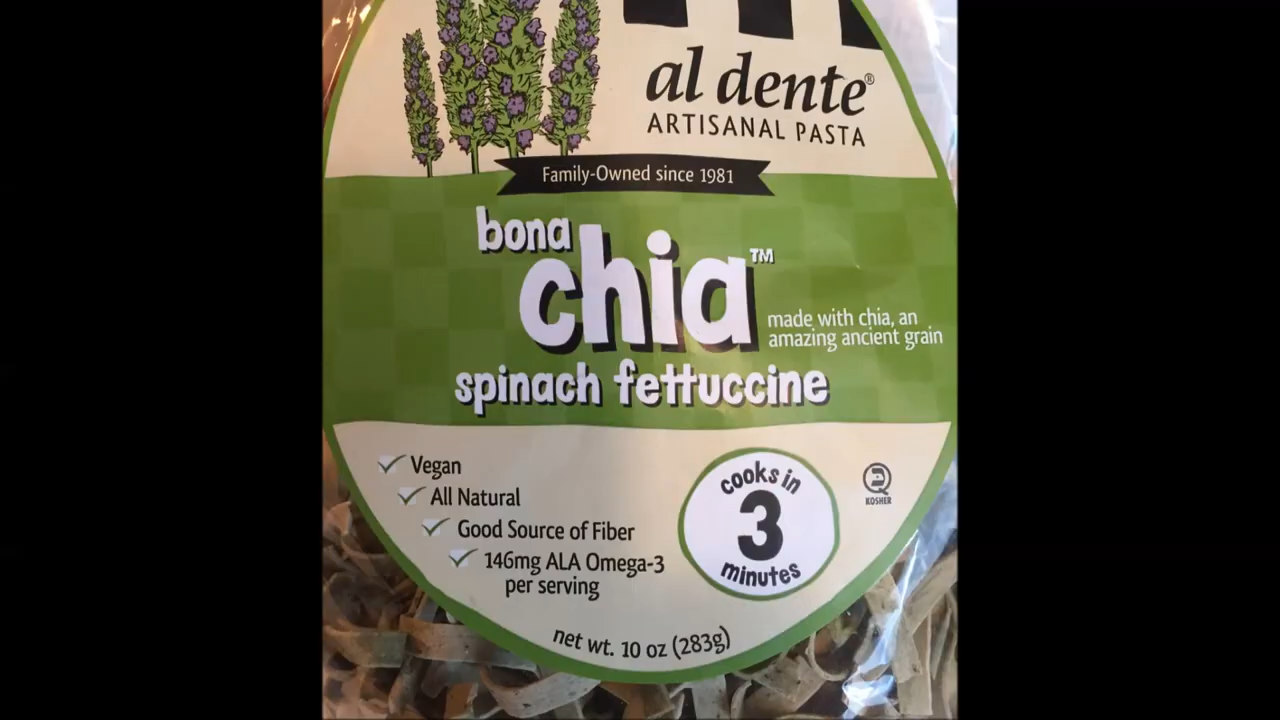 al dente®
ARTISANAL PASTA
Family-Owned since 1981
bona
chia™
made with chia, an
amazing ancient grain
spinach fettuccine
Vegan
All Natural
Good Source of Fiber
146mg ALA Omega-3
per serving
cooks in
3
minutes
KOSHER
net wt. 10 oz (283g)